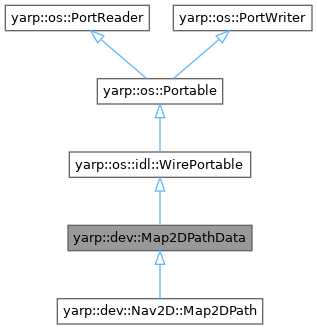 yarp::os::PortReader
yarp::os::PortWriter
yarp::os::Portable
yarp::os::idl::WirePortable
yarp::dev::Map2DPathData
yarp::dev::Nav2D::Map2DPath